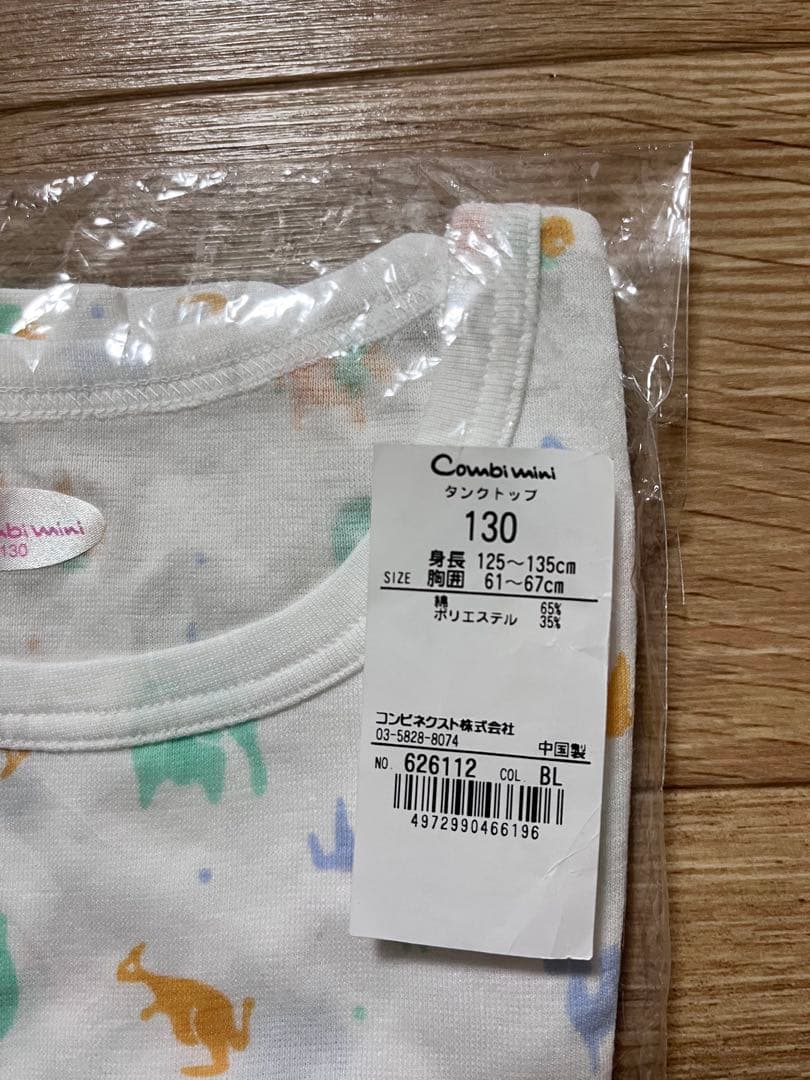 Combi mini
タンクトップ
130
身長 125~135cm
SIZE 胸囲 61~67cm
綿 65%
ポリエステル 35%
コンビネクスト株式会社
03-5828-8074 中国製
NO. 626112 COL. BL
4972990466196
mbi mini
130